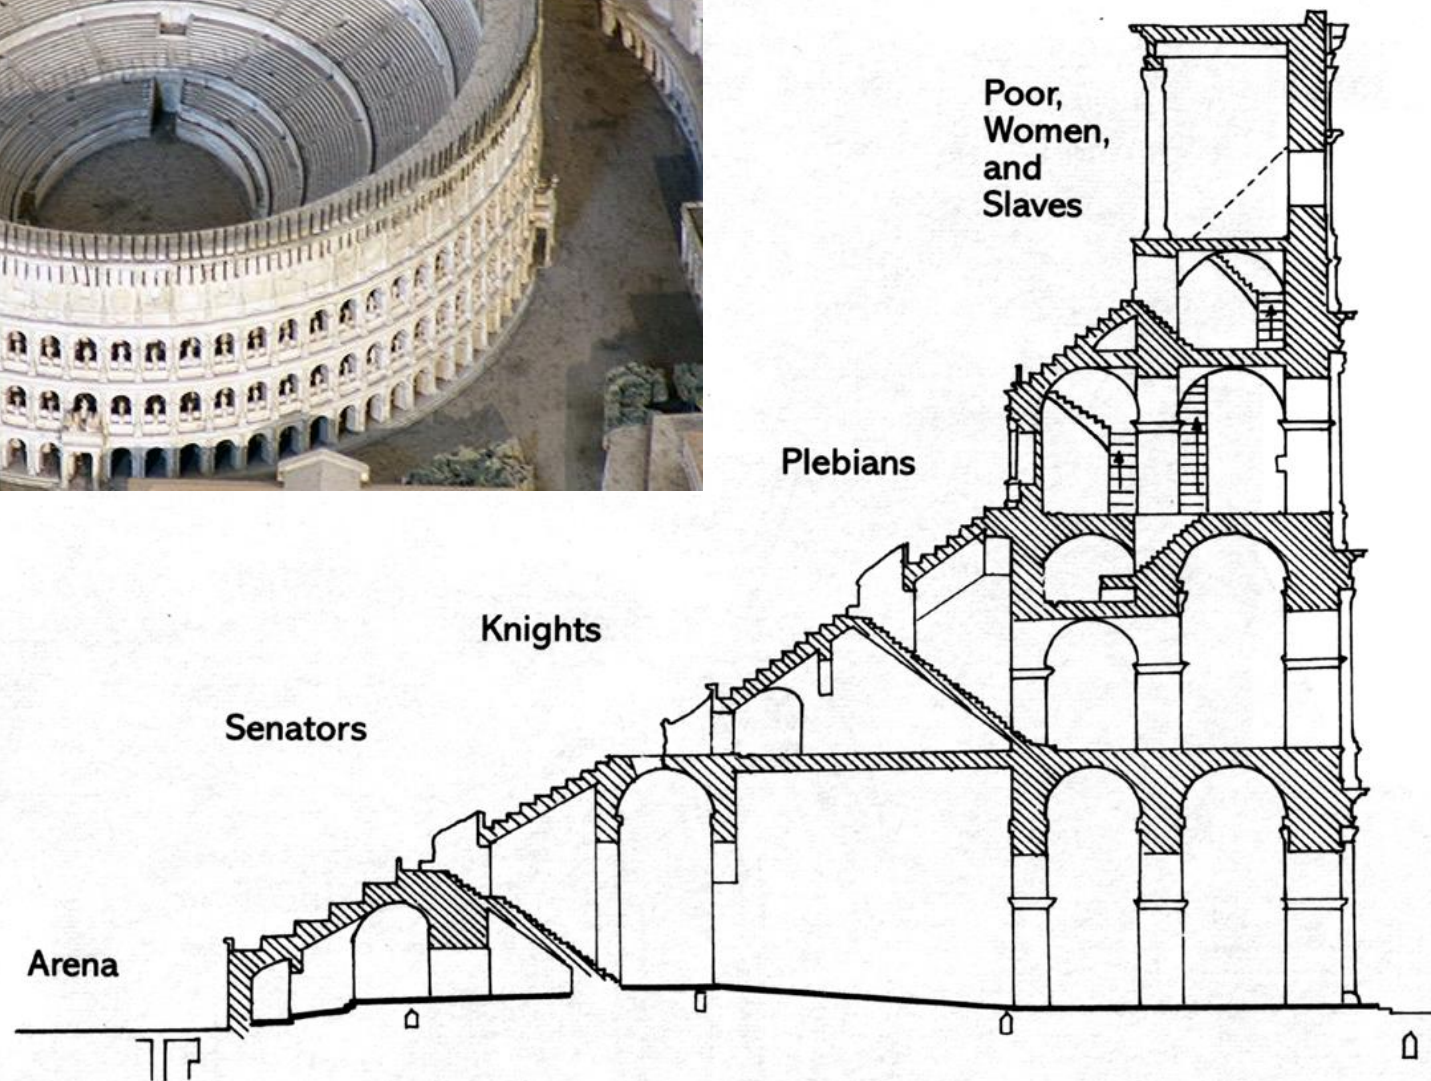 Poor,
Women,
and
Slaves
Plebians
Knights
Senators
Arena